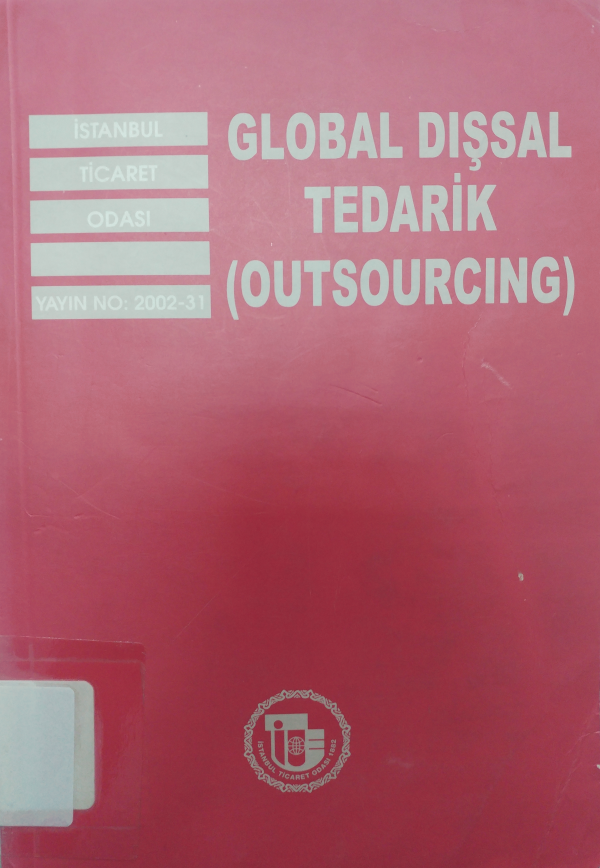 İSTANBUL
TİCARET
ODASI
YAYIN NO: 2002-31
GLOBAL DIŞSAL
TEDARİK
(OUTSOURCING)
İSTANBUL TİCARET ODASI 1882